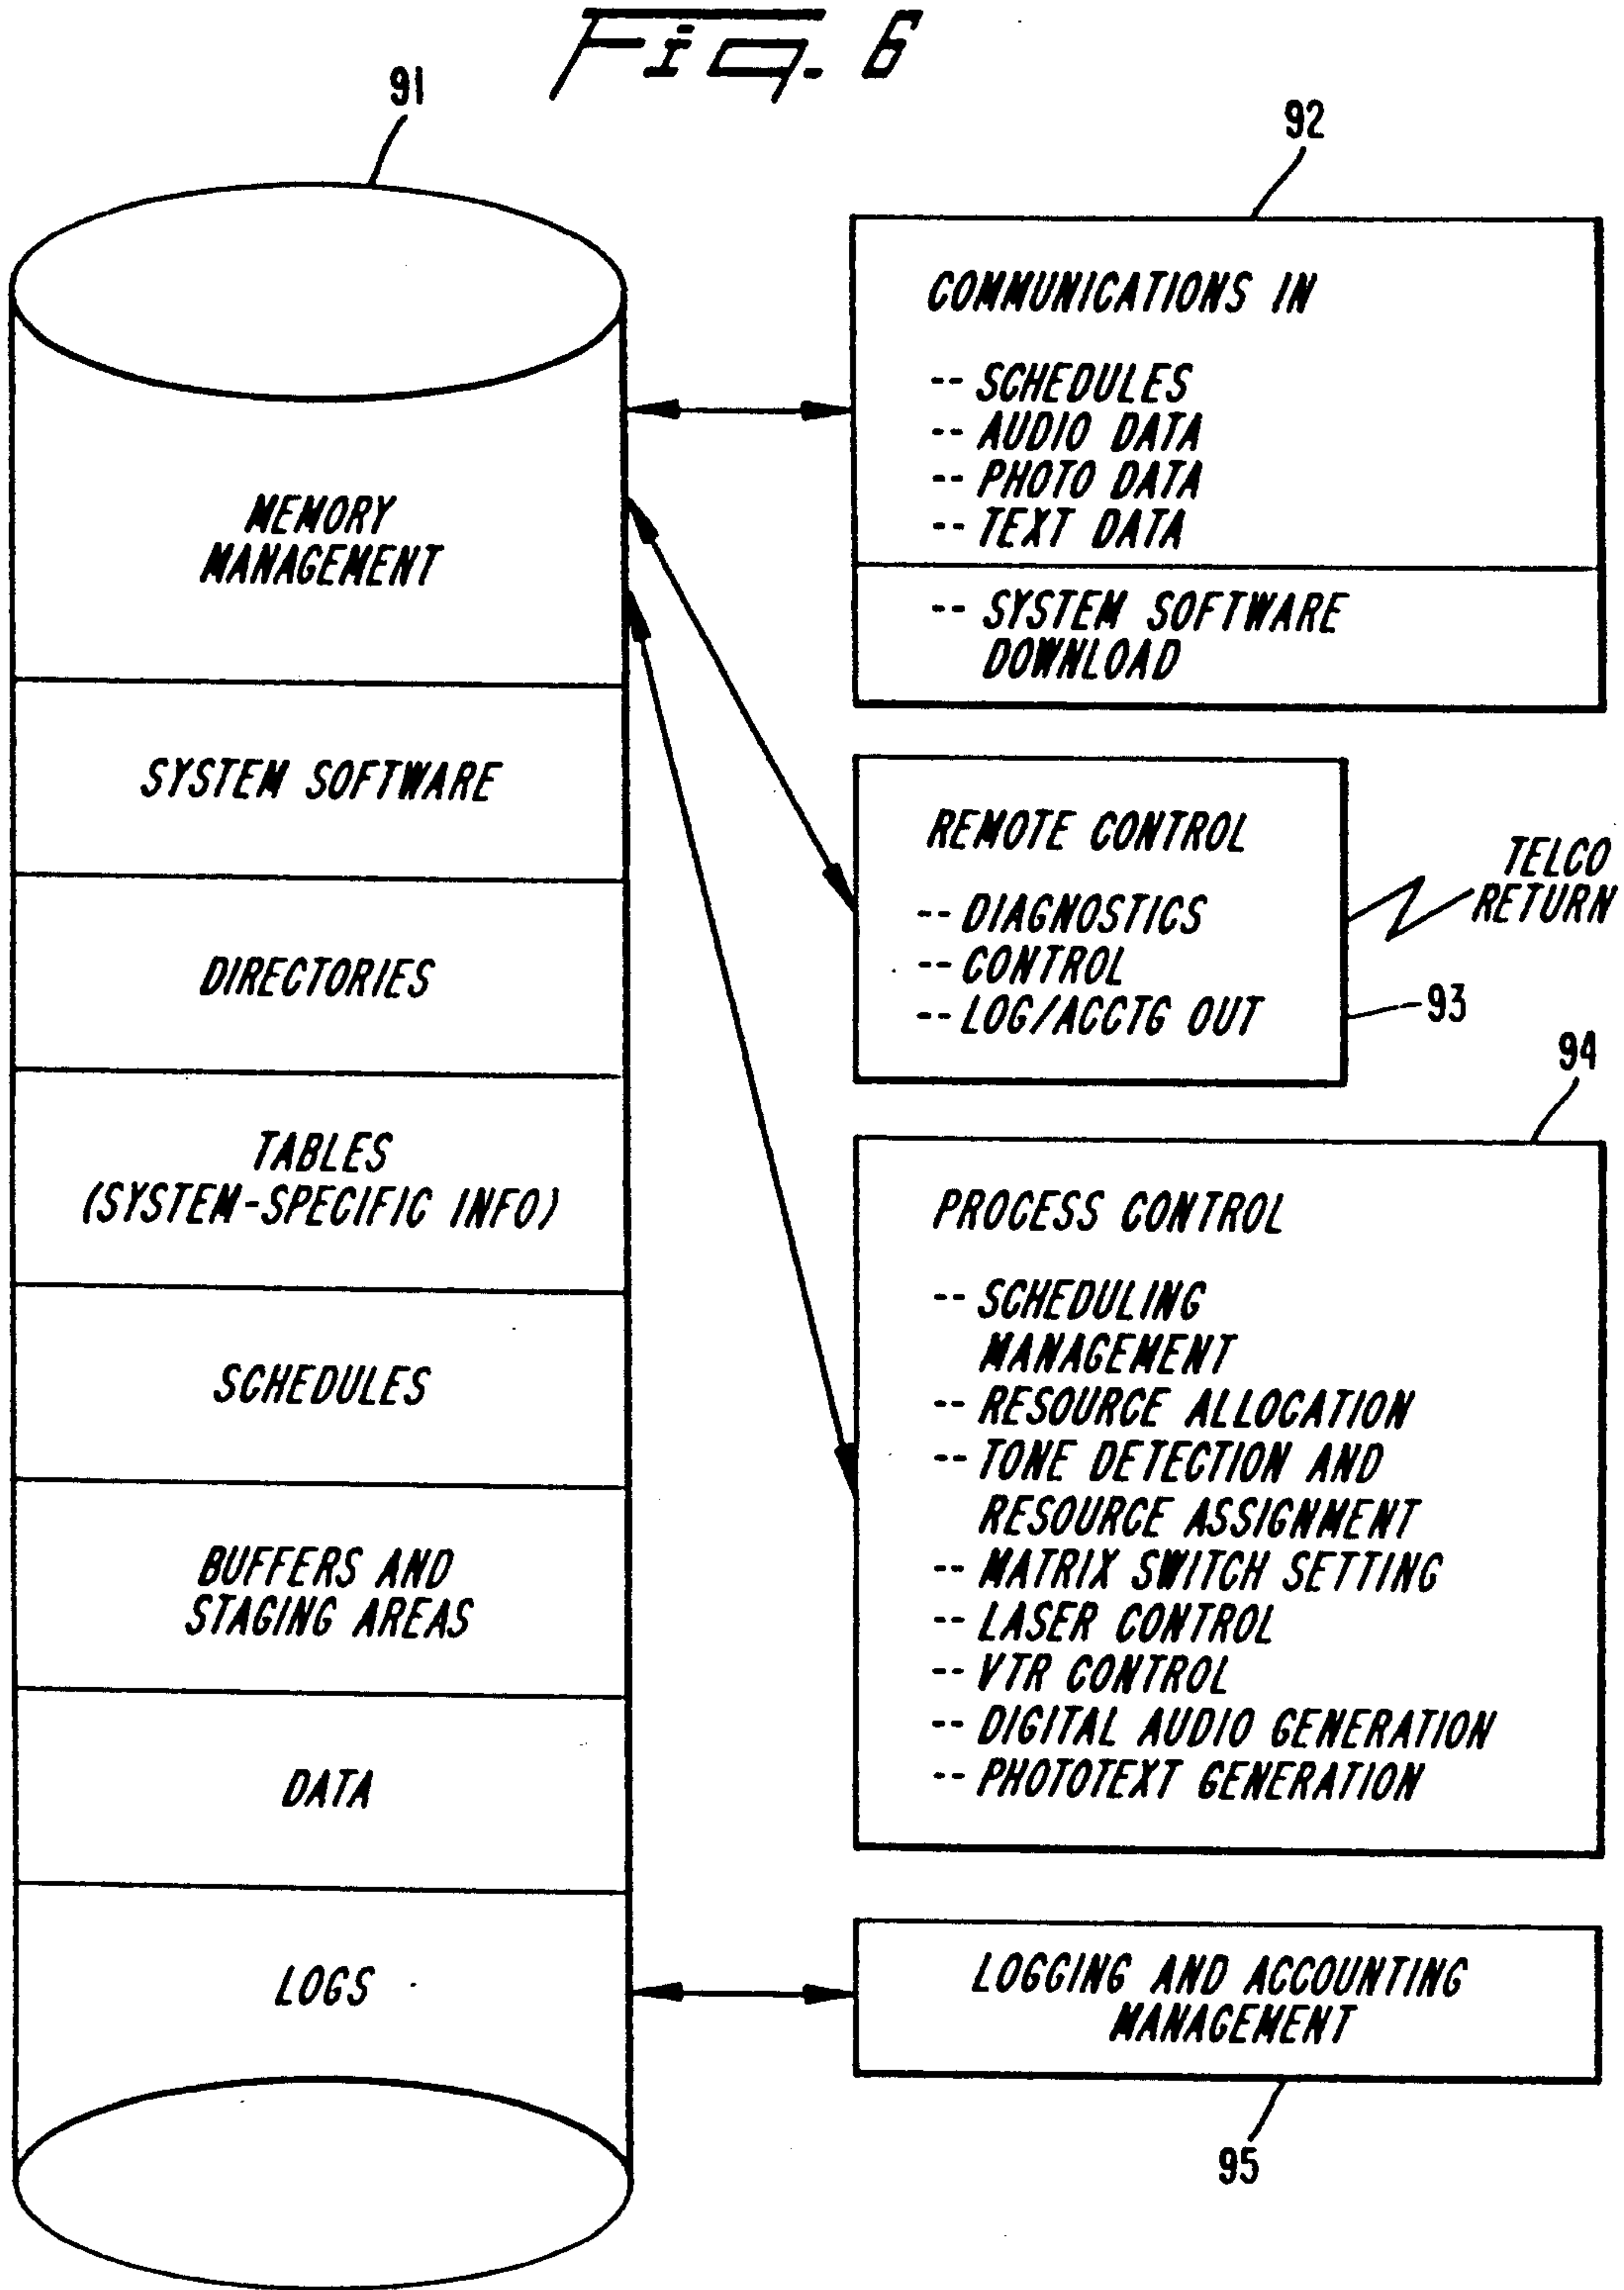 Fig. 6
91
MEMORY
MANAGEMENT
SYSTEM SOFTWARE
DIRECTORIES
TABLES
(SYSTEM-SPECIFIC INFO)
SCHEDULES
BUFFERS AND
STAGING AREAS
DATA
LOGS
92
COMMUNICATIONS IN
-- SCHEDULES
-- AUDIO DATA
-- PHOTO DATA
-- TEXT DATA
-- SYSTEM SOFTWARE
DOWNLOAD
REMOTE CONTROL
-- DIAGNOSTICS
-- CONTROL
-- LOG/ACCTG OUT
TELCO
RETURN
93
94
PROCESS CONTROL
-- SCHEDULING
MANAGEMENT
-- RESOURCE ALLOCATION
-- TONE DETECTION AND
RESOURCE ASSIGNMENT
-- MATRIX SWITCH SETTING
-- LASER CONTROL
-- VTR CONTROL
-- DIGITAL AUDIO GENERATION
-- PHOTOTEXT GENERATION
LOGGING AND ACCOUNTING
MANAGEMENT
95